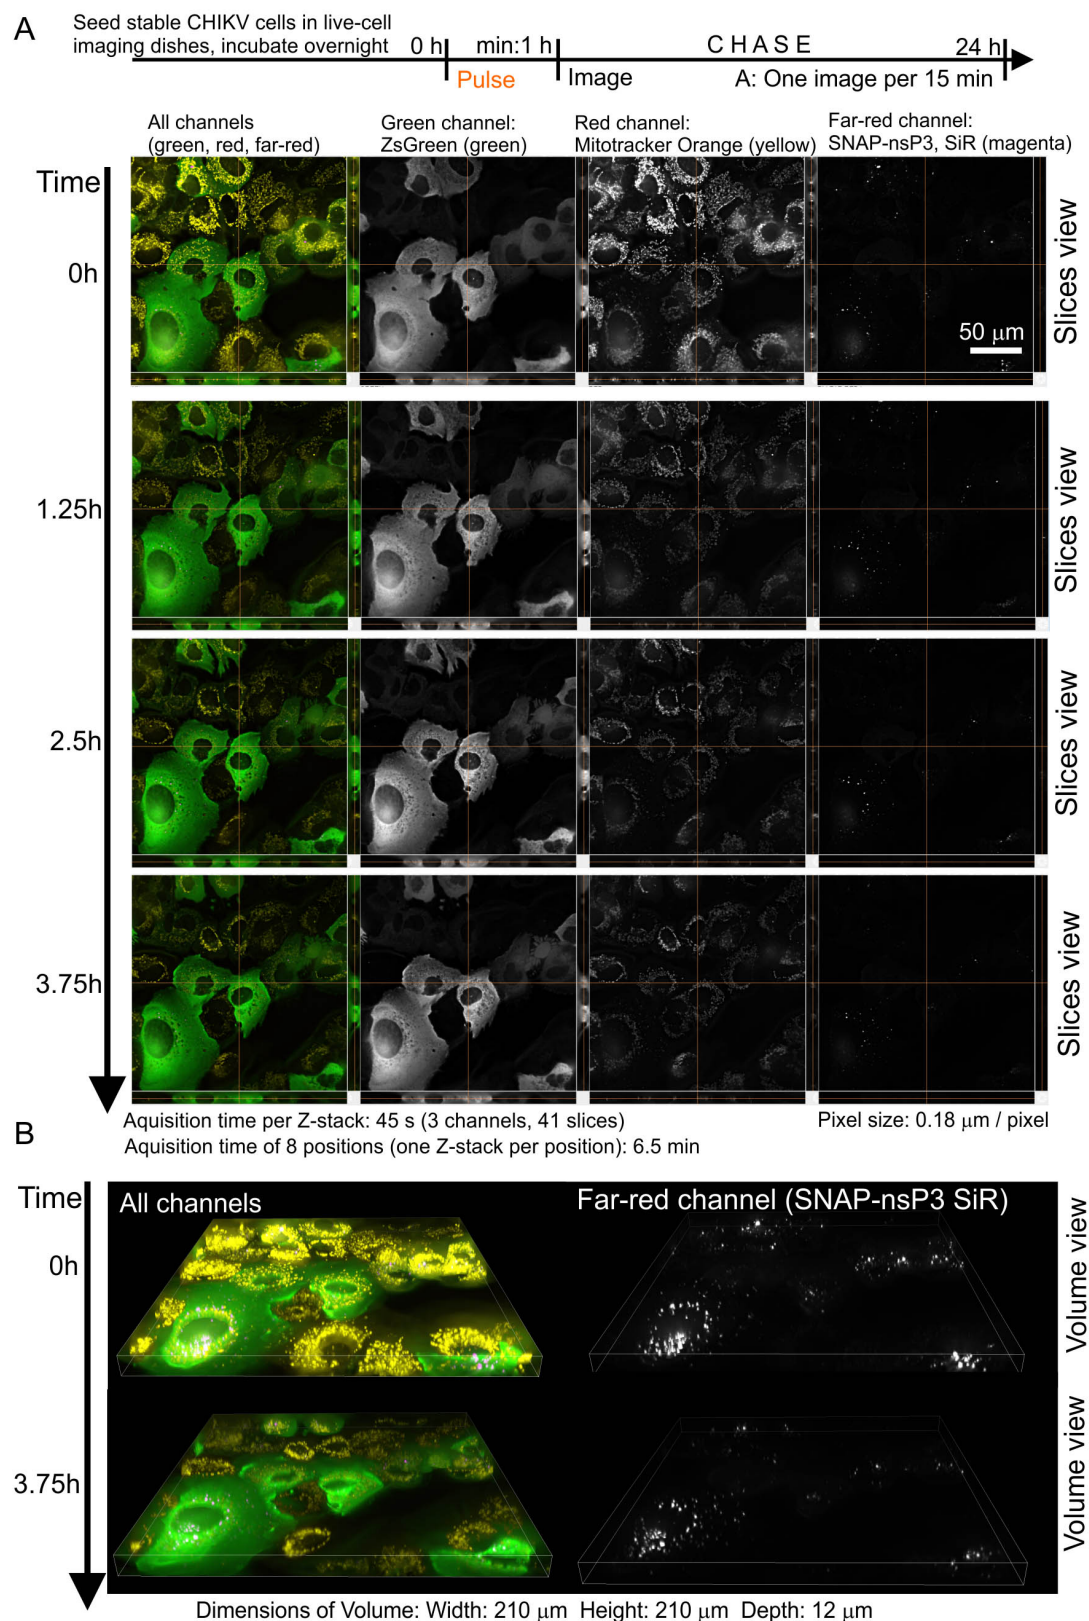 A
Seed stable CHIKV cells in live-cell
imaging dishes, incubate overnight
0 h
min:1 h
C H A S E
24 h
Pulse
Image
A: One image per 15 min
All channels
(green, red, far-red)
Green channel:
ZsGreen (green)
Red channel:
Mitotracker Orange (yellow)
Far-red channel:
SNAP-nsP3, SiR (magenta)
Time
0h
50 μm
Slices view
1.25h
Slices view
2.5h
Slices view
3.75h
Slices view
Aquisition time per Z-stack: 45 s (3 channels, 41 slices)
Pixel size: 0.18 μm / pixel
Aquisition time of 8 positions (one Z-stack per position): 6.5 min
B
Time
All channels
Far-red channel (SNAP-nsP3 SiR)
0h
Volume view
3.75h
Volume view
Dimensions of Volume: Width: 210 μm Height: 210 μm Depth: 12 μm